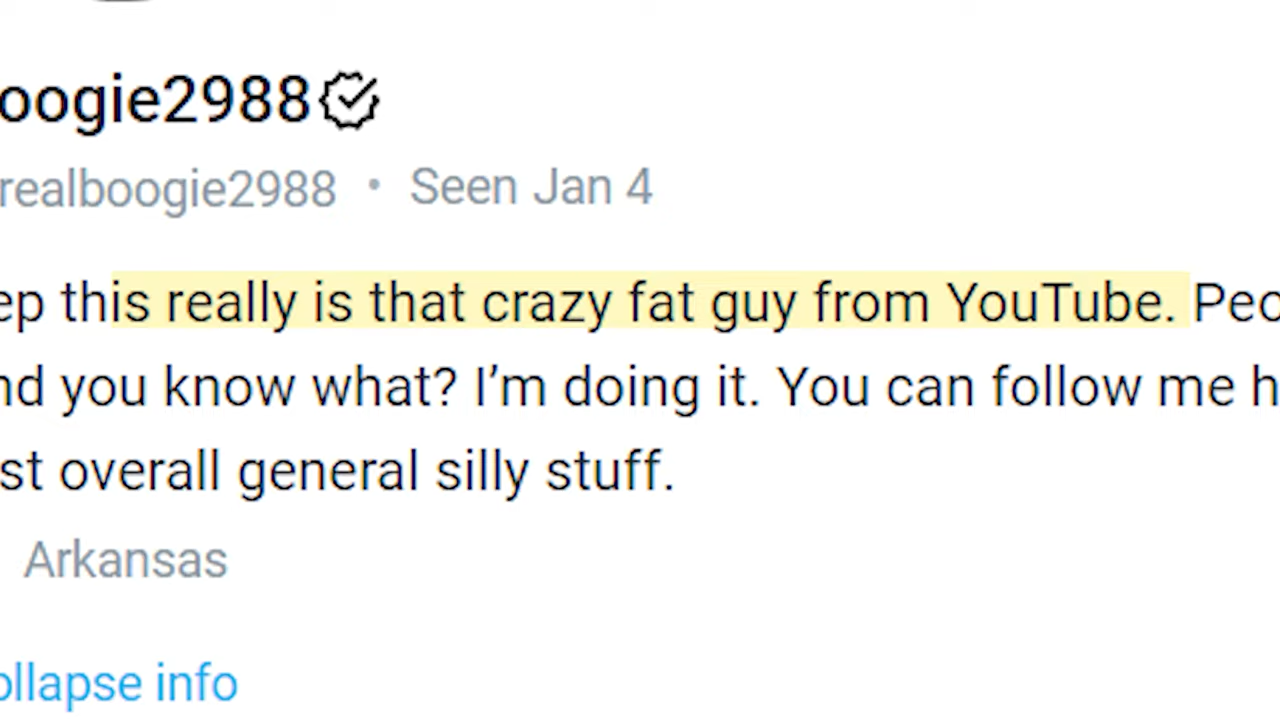 oogie2988
realboogie2988 • Seen Jan 4
ep this really is that crazy fat guy from YouTube. Peo
nd you know what? I’m doing it. You can follow me h
st overall general silly stuff.
Arkansas
ollapse info